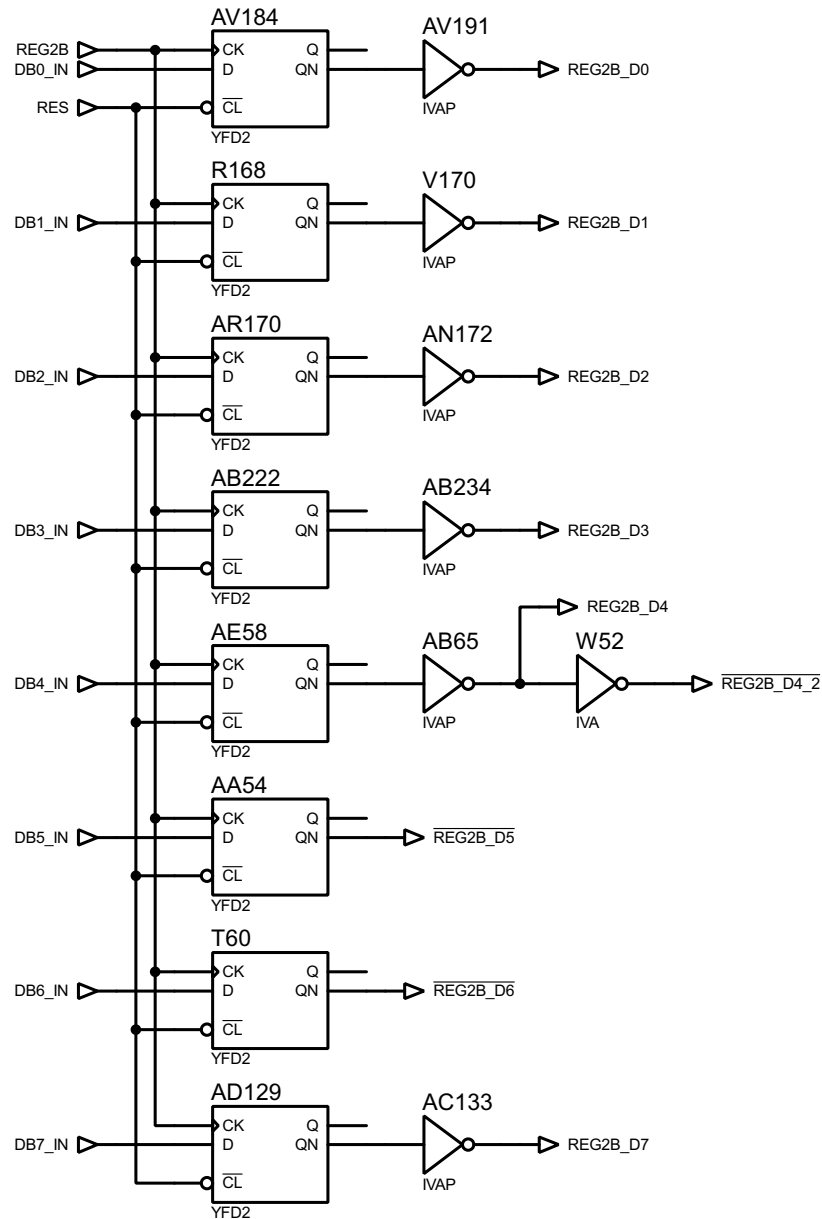 AV184
AV191
REG2B
CK
Q
DB0_IN
D
QN
REG2B_D0
RES
CL
IVAP
YFD2
R168
V170
CK
Q
DB1_IN
D
QN
REG2B_D1
CL
IVAP
YFD2
AR170
AN172
CK
Q
DB2_IN
D
QN
REG2B_D2
CL
IVAP
YFD2
AB222
AB234
CK
Q
DB3_IN
D
QN
REG2B_D3
CL
IVAP
YFD2
REG2B_D4
AE58
AB65
W52
CK
Q
DB4_IN
D
QN
REG2B_D4_2
CL
IVAP
IVA
YFD2
AA54
CK
Q
DB5_IN
D
QN
REG2B_D5
CL
YFD2
T60
CK
Q
DB6_IN
D
QN
REG2B_D6
CL
YFD2
AD129
AC133
CK
Q
DB7_IN
D
QN
REG2B_D7
CL
IVAP
YFD2